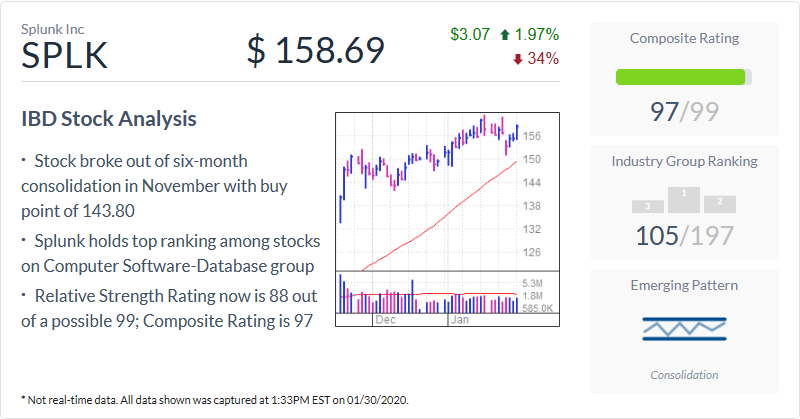 Splunk Inc
SPLK
$ 158.69
$3.07 1.97%
34%
IBD Stock Analysis
· Stock broke out of six-month
consolidation in November with buy
point of 143.80
· Splunk holds top ranking among stocks
on Computer Software-Database group
· Relative Strength Rating now is 88 out
of a possible 99; Composite Rating is 97
156
150
144
138
132
126
5.3M
1.8M
585.0K
Dec Jan
Composite Rating
97/99
Industry Group Ranking
3 1 2
105/197
Emerging Pattern
Consolidation
* Not real-time data. All data shown was captured at 1:33PM EST on 01/30/2020.